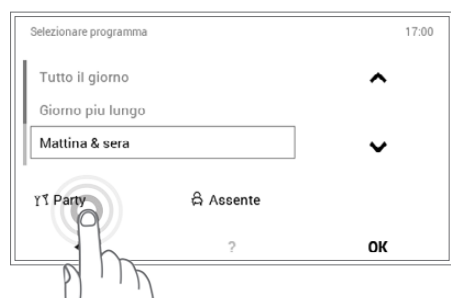 Selezionare programma 17:00
Tutto il giorno
Giorno piu lungo
Mattina & sera
Party Assente
? OK